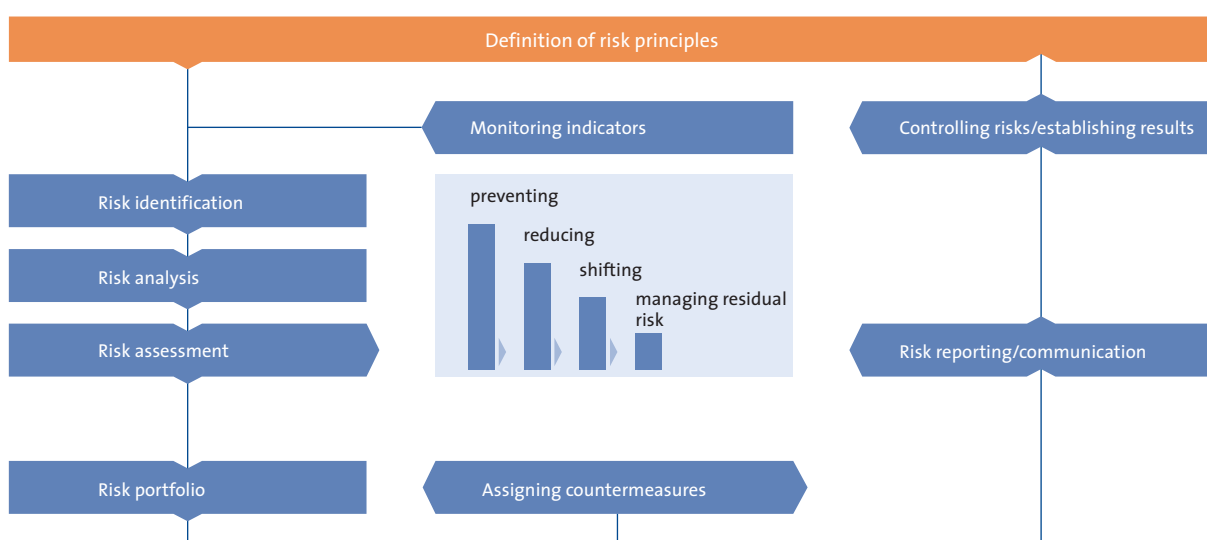 Definition of risk principles
Monitoring indicators
Controlling risks/establishing results
Risk identification
preventing
reducing
shifting
managing residual
risk
Risk analysis
Risk assessment
Risk reporting/communication
Risk portfolio
Assigning countermeasures